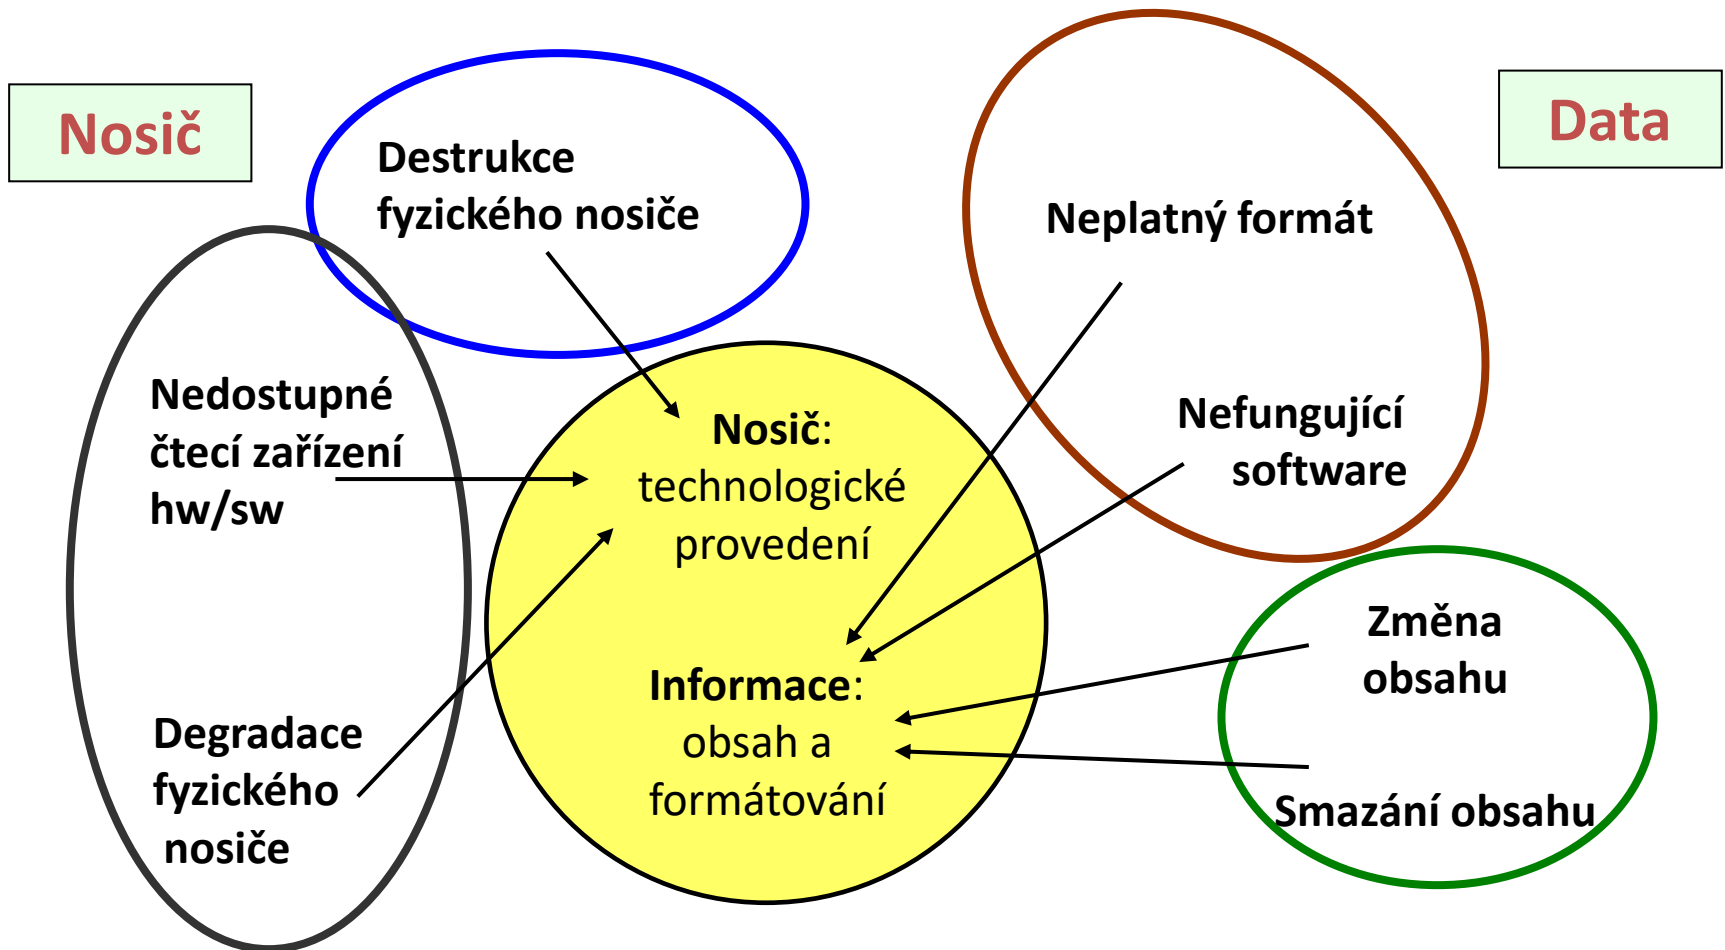 Nosič
Data
Destrukce
fyzického nosiče
Neplatný formát
Nedostupné
čtecí zařízení
hw/sw
Nefungující
software
Nosič:
technologické
provedení
Změna
obsahu
Informace:
obsah a
formátování
Degradace
fyzického
nosiče
Smazání obsahu